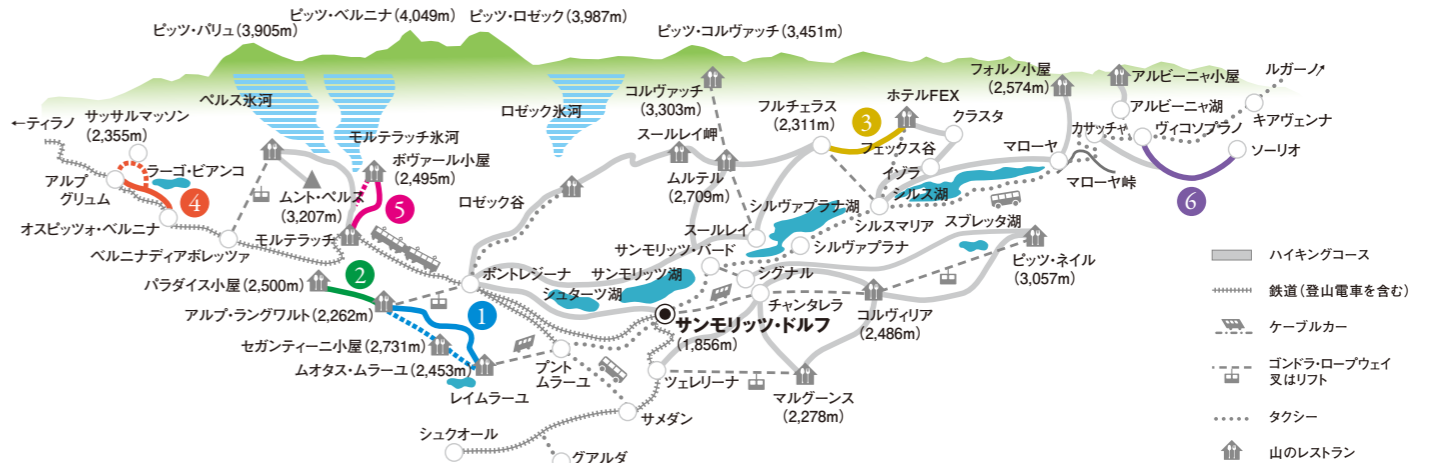 ピッツ・ベルニナ(4,049m)
ピッツ・ロゼック(3,987m)
ピッツ・パリュ(3,905m)
ピッツ・コルヴァッチ(3,451m)
ペルス氷河
ロゼック氷河
モルテラッチ氷河
コルヴァッチ
(3,303m)
フルチェラス
(2,311m)
3
ホテルFEX
クラスタ
フォルノ小屋
(2,574m)
アルビーニャ小屋
アルビーニャ湖
ルガーノ↗
キアヴェンナ
カサッチャ
ヴィコソプラノ
ソーリオ
6
←ティラノ
サッサルマッソン
(2,355m)
ラーゴ・ビアンコ
アルプ
グリュム
4
オスピッツォ・ベルニナ
ベルニナディアボレッツァ
ムント・ペルス
(3,207m)
ボヴァール小屋
(2,495m)
5
モルテラッチ
ロゼック谷
スールレイ岬
ムルテル
(2,709m)
フェックス谷
イゾラ
シルス湖
マローヤ
マローヤ峠
シルヴァプラナ湖
シルスマリア
スプレッタ湖
スールレイ
シルヴァプラナ
サンモリッツ・バード
シグナル
ピッツ・ネイル
(3,057m)
ポントレジーナ
サンモリッツ湖
シュターツ湖
チャンタレラ
コルヴィリア
(2,486m)
サンモリッツ・ドルフ
(1,856m)
パラダイス小屋(2,500m)
2
アルプ・ラングワルト(2,262m)
1
セガンティーニ小屋(2,731m)
ムオタス・ムラーユ(2,453m)
レイムラーユ
プント
ムラーユ
ツェレリーナ
マルグーンス
(2,278m)
サメダン
シュクオール
グアルダ
ハイキングコース
鉄道(登山電車を含む)
ケーブルカー
ゴンドラ・ロープウェイ
叉はリフト
タクシー
山のレストラン